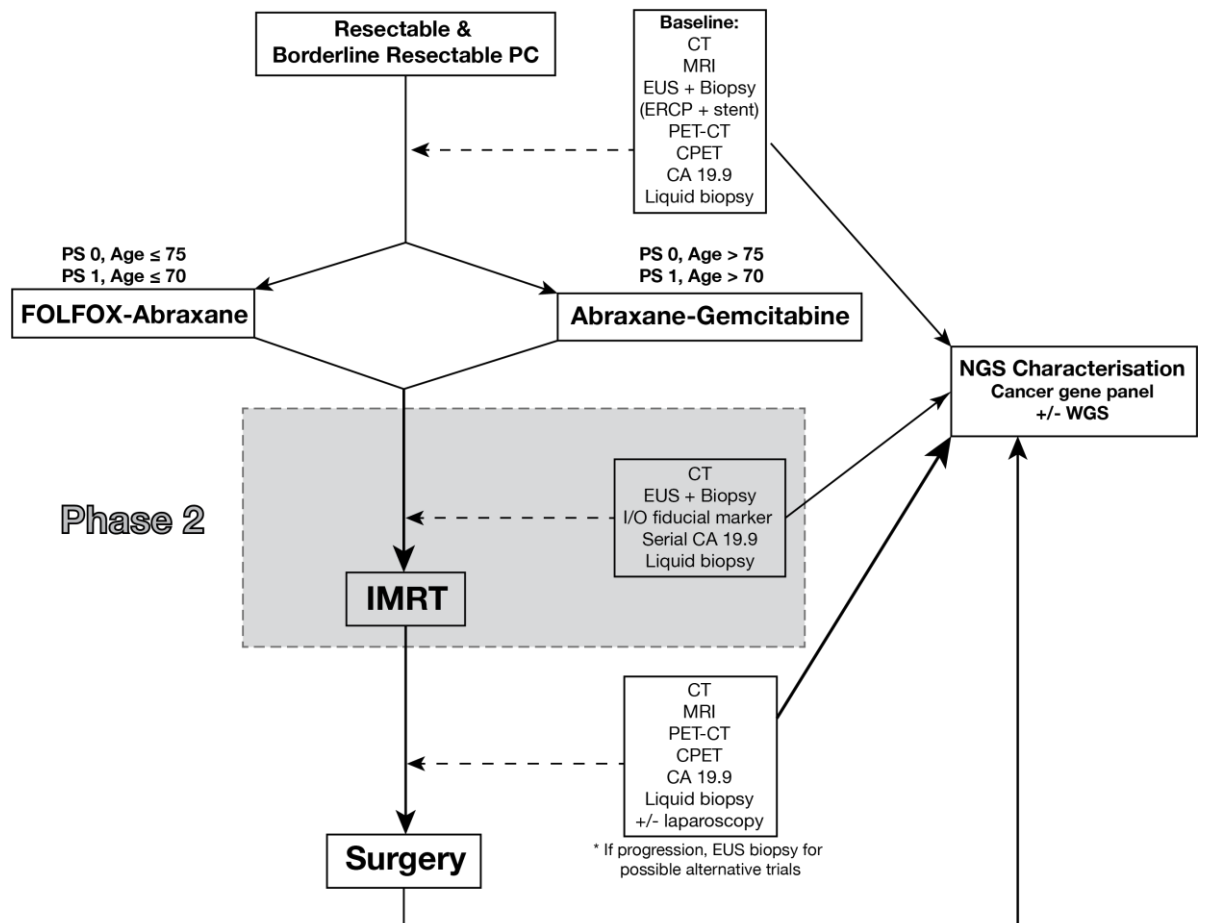 Resectable &
Borderline Resectable PC
Baseline:
CT
MRI
EUS + Biopsy
(ERCP + stent)
PET-CT
CPET
CA 19.9
Liquid biopsy
PS 0, Age ≤ 75
PS 1, Age ≤ 70
FOLFOX-Abraxane
PS 0, Age > 75
PS 1, Age > 70
Abraxane-Gemcitabine
NGS Characterisation
Cancer gene panel
+/- WGS
Phase 2
CT
EUS + Biopsy
I/O fiducial marker
Serial CA 19.9
Liquid biopsy
IMRT
CT
MRI
PET-CT
CPET
CA 19.9
Liquid biopsy
+/- laparoscopy
* If progression, EUS biopsy for
possible alternative trials
Surgery